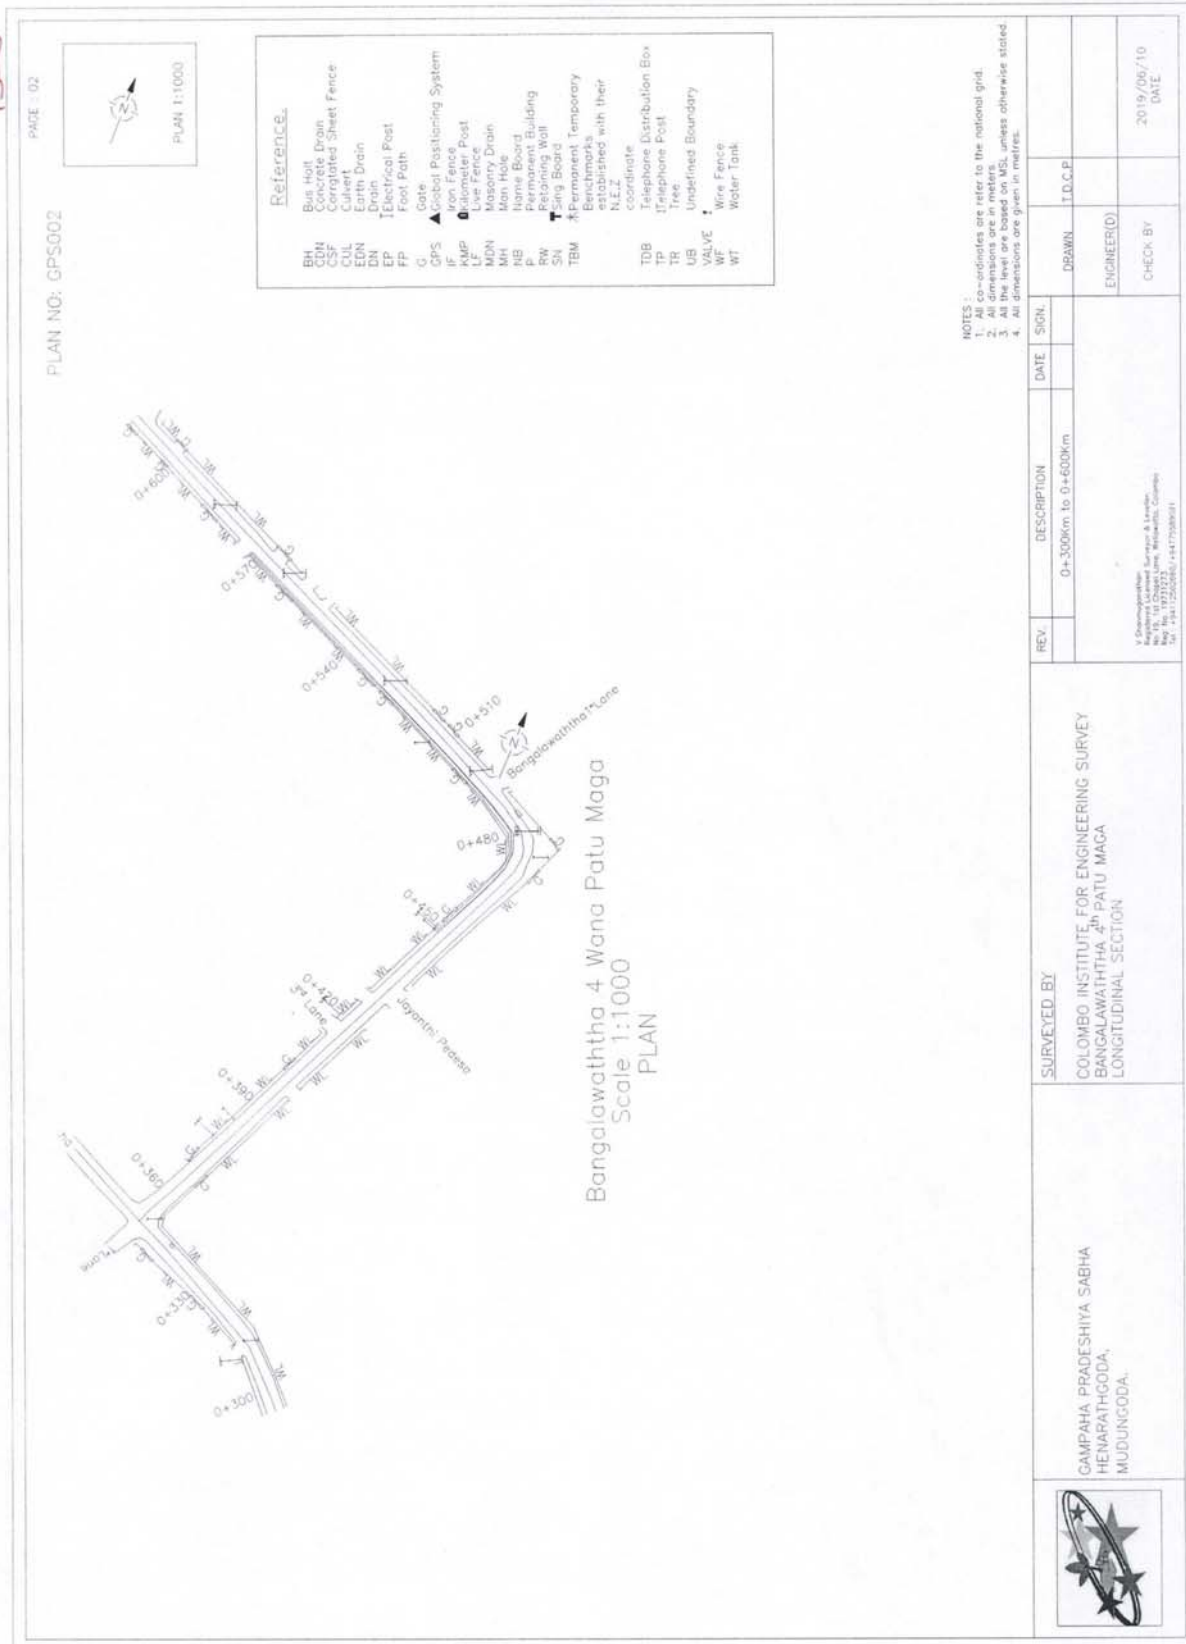 PAGE : 02
PLAN NO: GPS002
PLAN 1:1000
Reference
BH Bus Holt
CDN Concrete Drain
CSF Corrgtated Sheet Fence
CUL Culvert
EDN Earth Drain
DN Drain
EP Electrical Post
FP Foot Path
G Gate
GPS Global Positioning System
IF Iron Fence
KMP Kilometer Post
LF Live Fence
MDN Masonry Drain
MH Man Hole
NB Name Board
P Permanent Building
RW Retaning Wall
SN Sing Board
TBM Permanent Temporary
Benchmarks
established with ther
N.E.Z
coordinate
TDB Telephone Distribution Box
TP Telephone Post
TR Tree
UB Undefined Boundary
VALVE
WF Wire Fence
WT Water Tank
0+300
0+330
0+360
0+390
0+420
0+450
0+480
0+510
0+540
0+570
0+600
Lane
3rd Lane
Jayanthi Pedesa
Bangalawaththa 1st Lane
WL
G
N
Bangalawaththa 4 Wana Patu Maga
Scale 1:1000
PLAN
NOTES :
1. All co-ordinates are refer to the national grid.
2. All dimensions are in meters.
3. All the level are based on MSL unless otherwise stated.
4. All dimensions are given in metres.
GAMPAHA PRADESHIYA SABHA
HENARATHGODA,
MUDUNGODA.
SURVEYED BY
COLOMBO INSTITUTE FOR ENGINEERING SURVEY
BANGALAWATHTHA 4th PATU MAGA
LONGITUDINAL SECTION
REV. DESCRIPTION DATE SIGN.
0+300Km to 0+600Km
DRAWN T.D.C.P
ENGINEER(D)
CHECK BY
2019/06/10
DATE